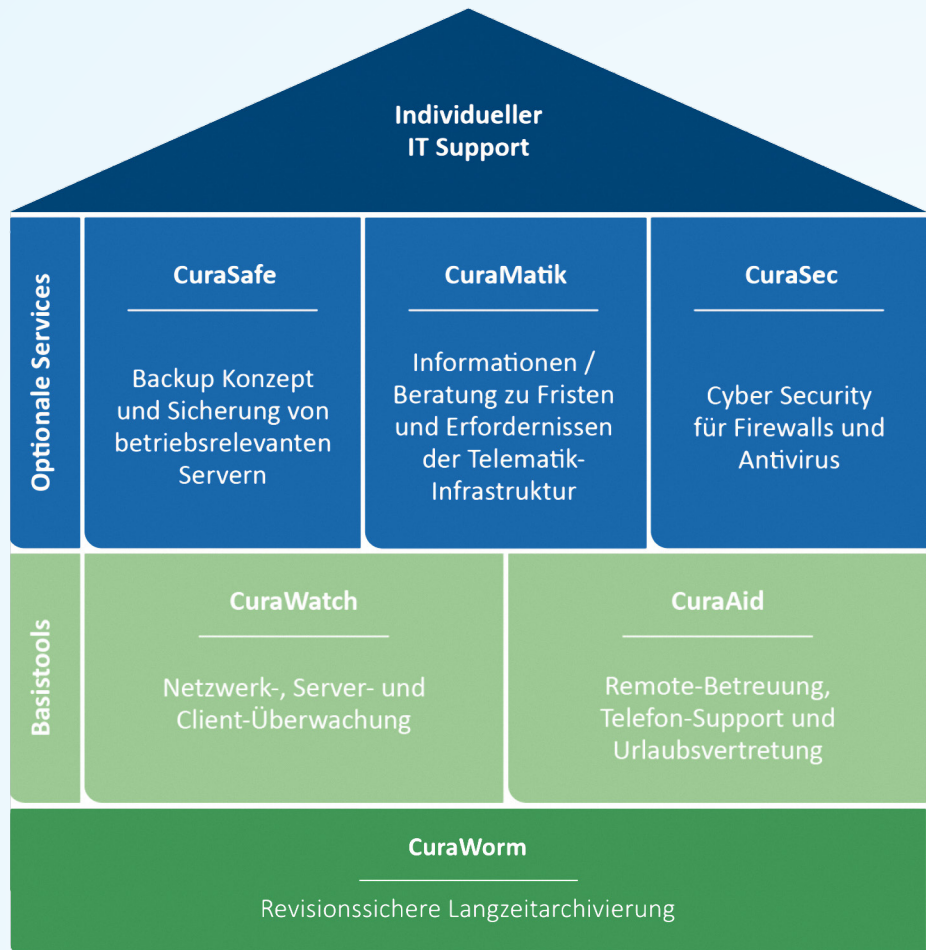 Individueller
IT Support
Optionale Services
CuraSafe
Backup Konzept
und Sicherung von
betriebsrelevanten
Servern
CuraMatik
Informationen /
Beratung zu Fristen
und Erfordernissen
der Telematik-
Infrastruktur
CuraSec
Cyber Security
für Firewalls und
Antivirus
Basistools
CuraWatch
Netzwerk-, Server- und
Client-Überwachung
CuraAid
Remote-Betreuung,
Telefon-Support und
Urlaubsvertretung
CuraWorm
Revisionssichere Langzeitarchivierung